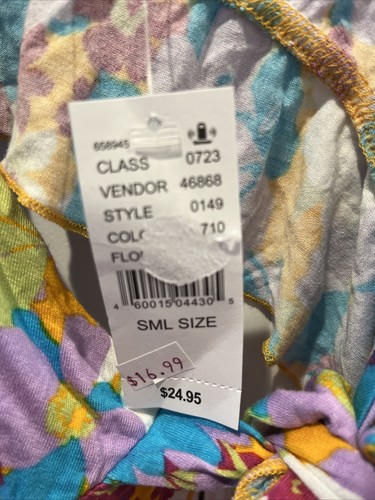 658945
CLASS 0723
VENDOR 46868
STYLE 0149
710
4 60015 04430 5
SML SIZE
$16.99
$24.95